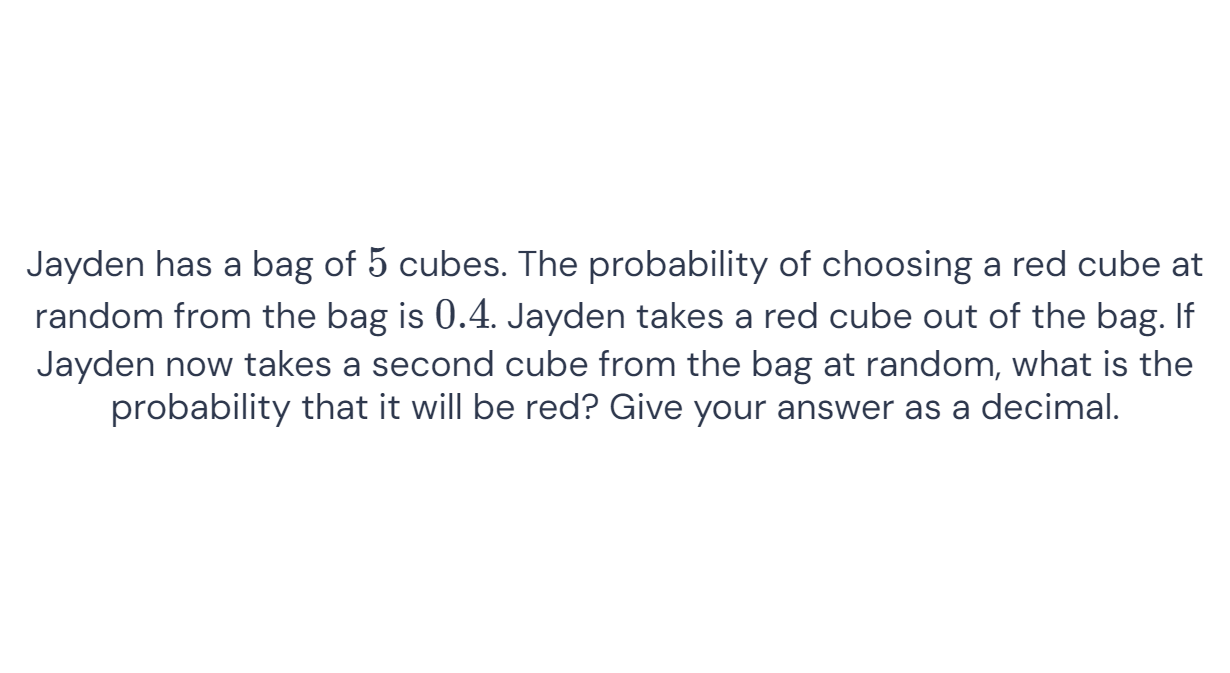 Jayden has a bag of 5 cubes. The probability of choosing a red cube at
random from the bag is 0.4. Jayden takes a red cube out of the bag. If
Jayden now takes a second cube from the bag at random, what is the
probability that it will be red? Give your answer as a decimal.